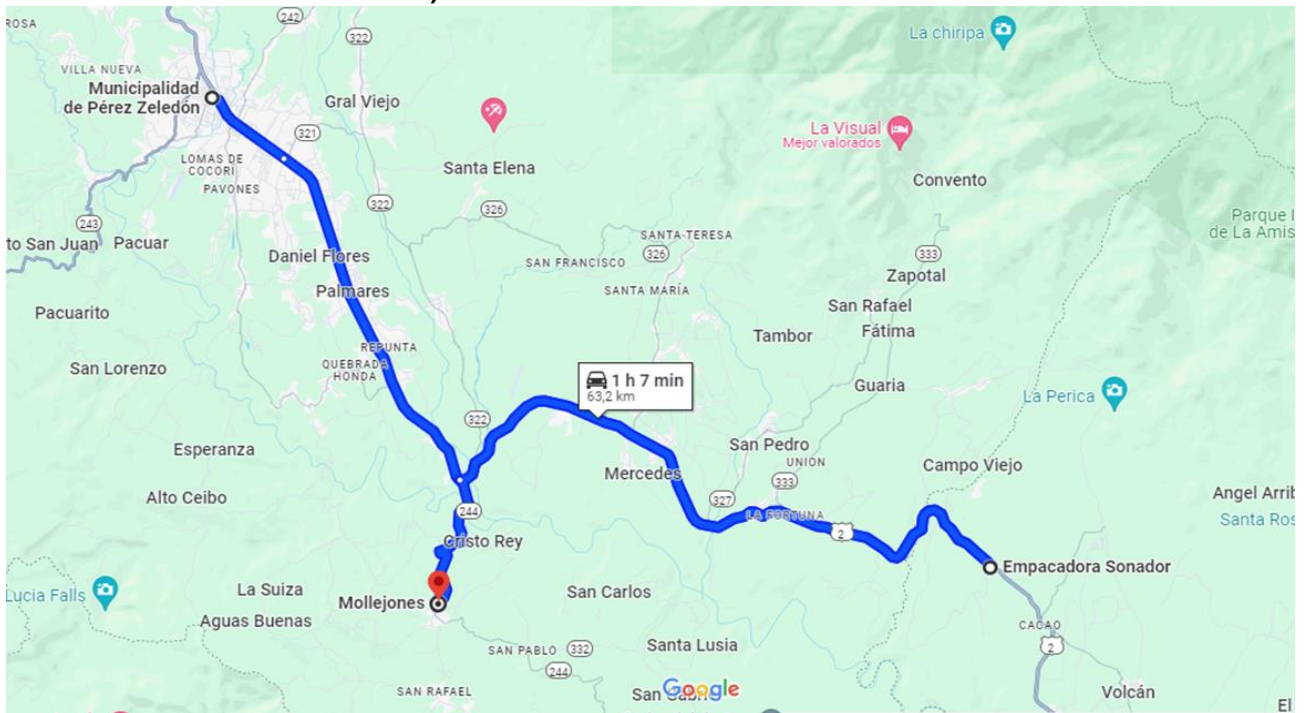 ROSA
242
322
La chiripa
VILLA NUEVA
Municipalidad
de Pérez Zeledón
Gral Viejo
321
La Visual
Mejor valorados
LOMAS DE
COCORI
PAVONES
Santa Elena
Convento
322
326
243
to San Juan
Pacuar
SANTA TERESA
Parque I
de La Amis
Daniel Flores
SAN FRANCISCO
326
333
Zapotal
Palmares
SANTA MARÍA
Pacuarito
San Rafael
Fátima
Tambor
REPUNTA
QUEBRADA
HONDA
San Lorenzo
1 h 7 min
63,2 km
Guaria
La Perica
322
Esperanza
San Pedro
UNION
Mercedes
333
Campo Viejo
Alto Ceibo
327
Angel Arrib
244
LA FORTUNA
2
Santa Ros
Cristo Rey
Empacadora Sonador
La Suiza
Mollejones
San Carlos
Lucia Falls
Aguas Buenas
CACAO
2
SAN PABLO
332
244
Santa Lusia
SAN RAFAEL
San
Google
Volcán
El